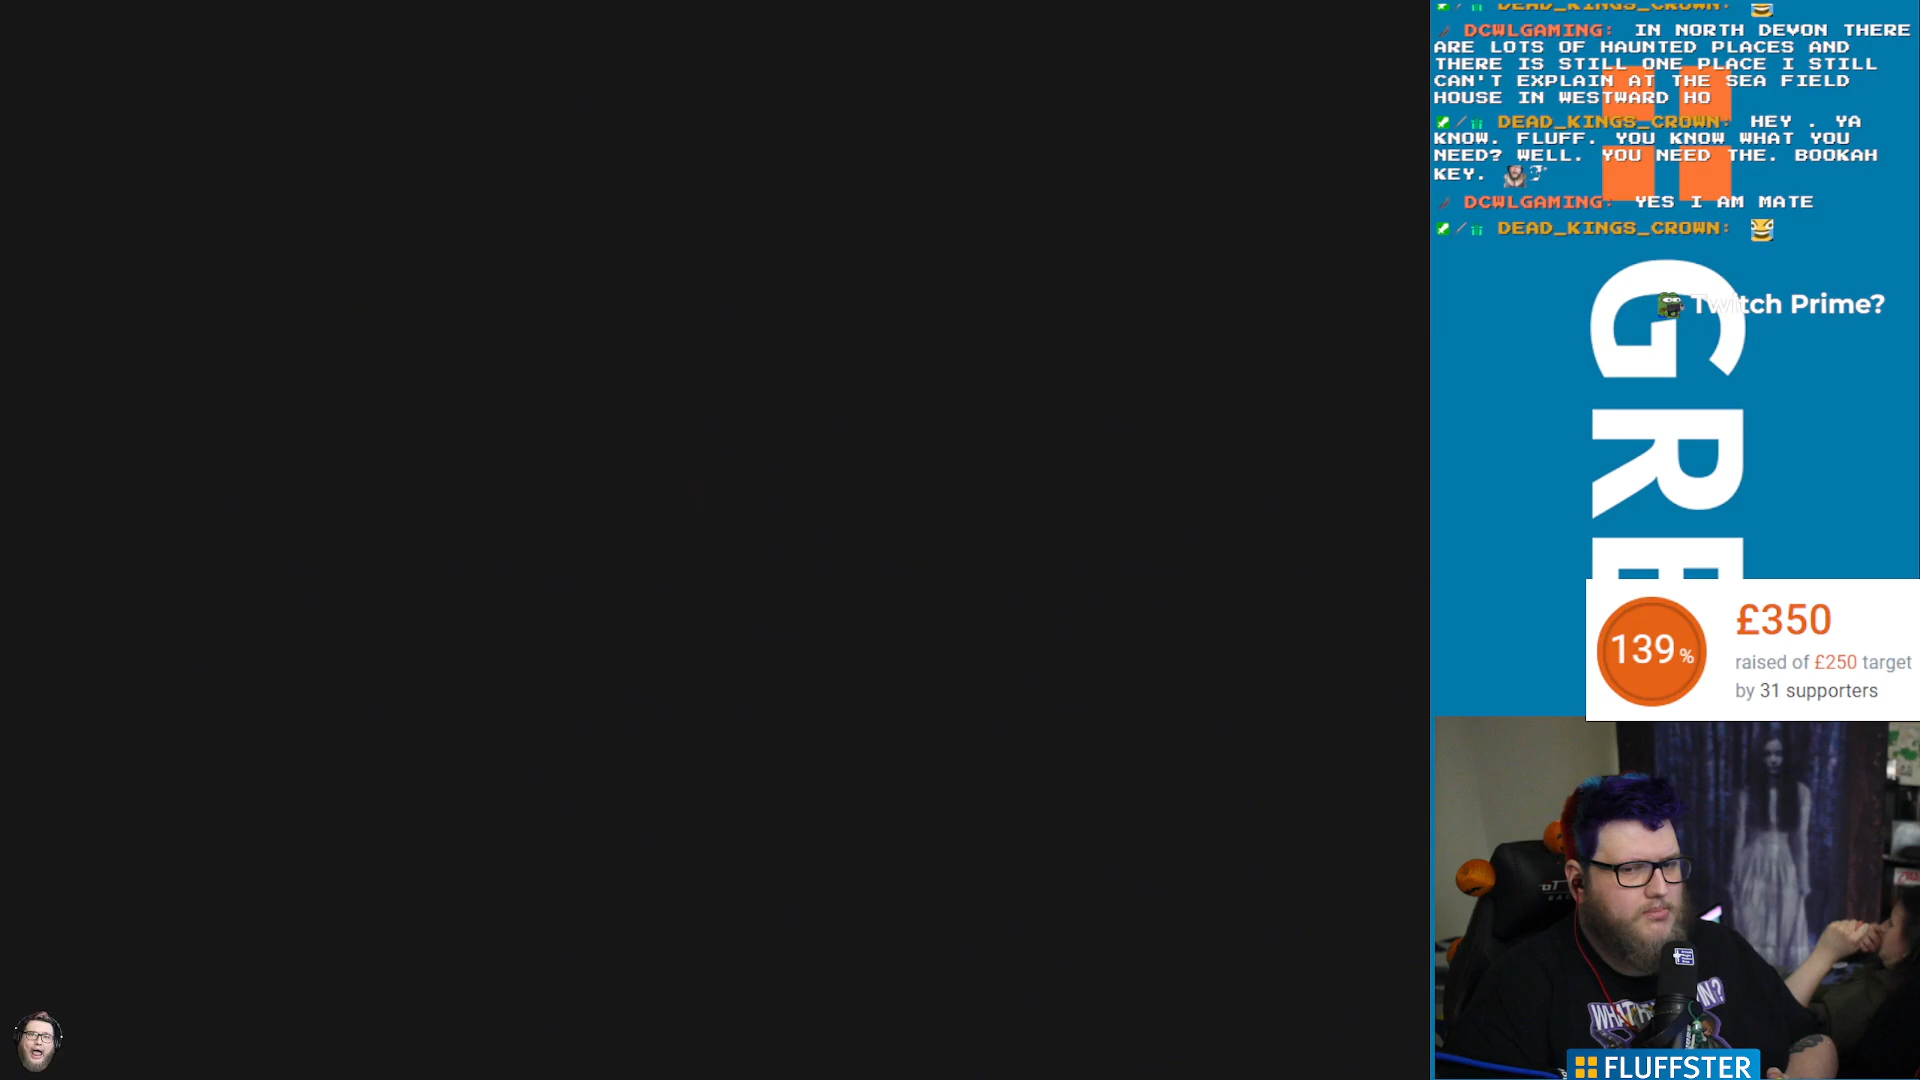 DEAD_KINGS_CROWN:
DCWLGAMING: IN NORTH DEVON THERE
ARE LOTS OF HAUNTED PLACES AND
THERE IS STILL ONE PLACE I STILL
CAN'T EXPLAIN AT THE SEA FIELD
HOUSE IN WESTWARD HO
DEAD_KINGS_CROWN: HEY . YA
KNOW. FLUFF. YOU KNOW WHAT YOU
NEED? WELL. YOU NEED THE. BOOKAH
KEY.
DCWLGAMING: YES I AM MATE
DEAD_KINGS_CROWN:
Twitch Prime?
GRE
£350
139%
raised of £250 target
by 31 supporters
FLUFFSTER